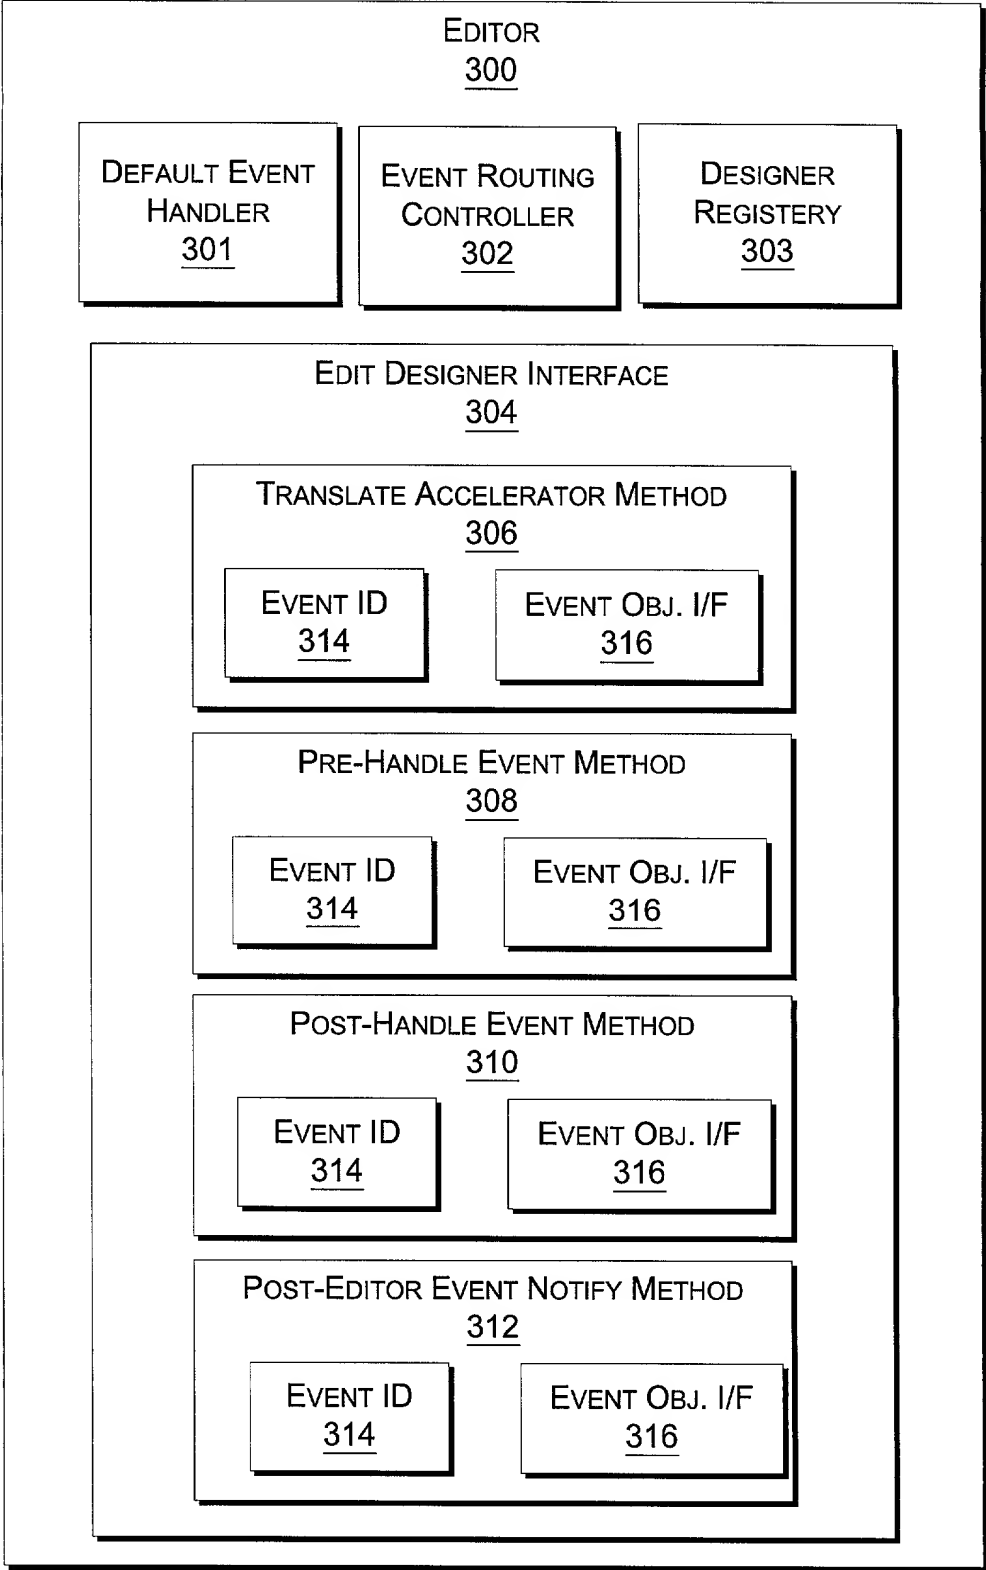 EDITOR
300
DEFAULT EVENT
HANDLER
301
EVENT ROUTING
CONTROLLER
302
DESIGNER
REGISTERY
303
EDIT DESIGNER INTERFACE
304
TRANSLATE ACCELERATOR METHOD
306
EVENT ID
314
EVENT OBJ. I/F
316
PRE-HANDLE EVENT METHOD
308
EVENT ID
314
EVENT OBJ. I/F
316
POST-HANDLE EVENT METHOD
310
EVENT ID
314
EVENT OBJ. I/F
316
POST-EDITOR EVENT NOTIFY METHOD
312
EVENT ID
314
EVENT OBJ. I/F
316